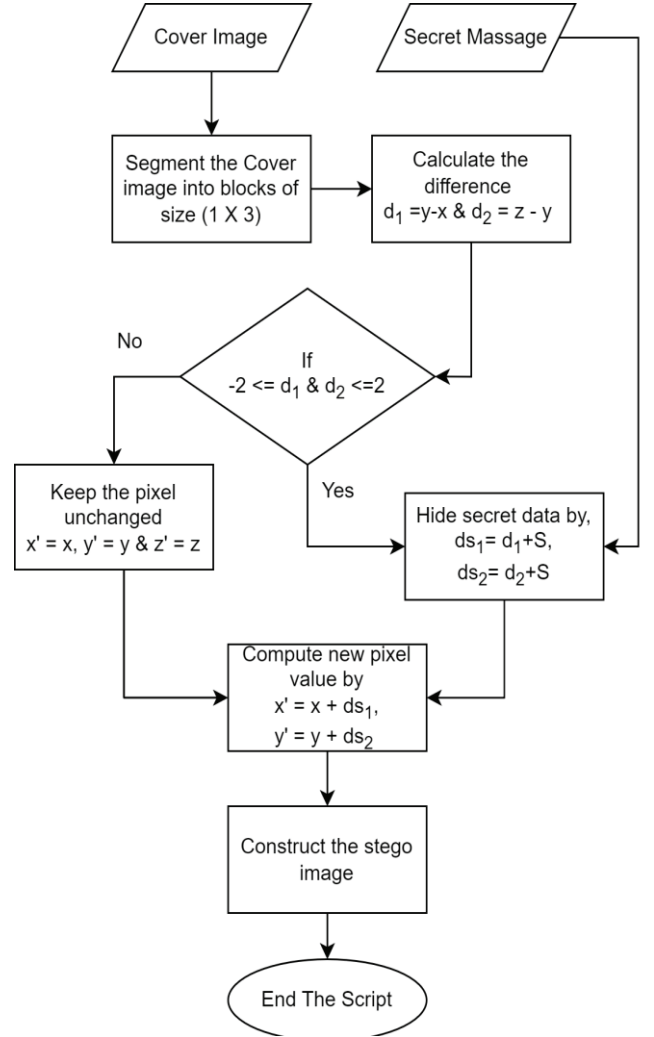 Cover Image
Secret Massage
Segment the Cover
image into blocks of
size (1 X 3)
Calculate the
difference
d₁ =y-x & d₂ = z - y
No
If
-2 <= d₁ & d₂ <=2
Yes
Keep the pixel
unchanged
x' = x, y' = y & z' = z
Hide secret data by,
ds₁= d₁+S,
ds₂= d₂+S
Compute new pixel
value by
x' = x + ds₁,
y' = y + ds₂
Construct the stego
image
End The Script